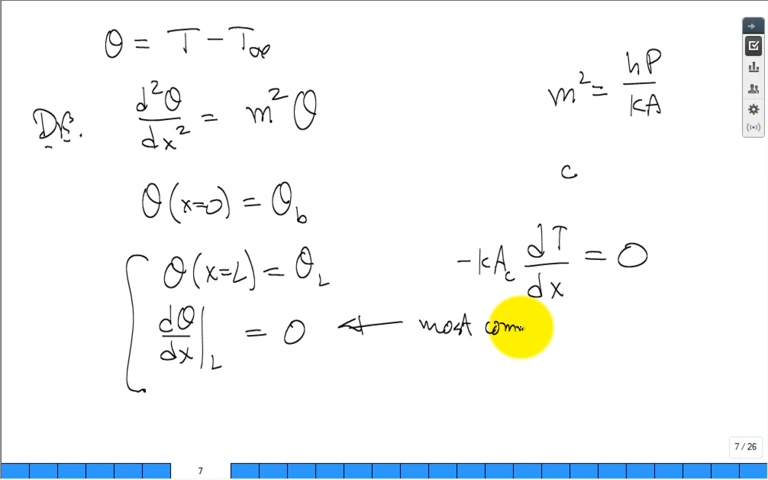 θ = T - T∞
D.E. d²θ/dx² = m²θ
m² = hP/kA
c
θ(x=0) = θb
θ(x=L) = θL
-kAc dT/dx = 0
dθ/dx|L = 0 ← most com
7 / 26
7